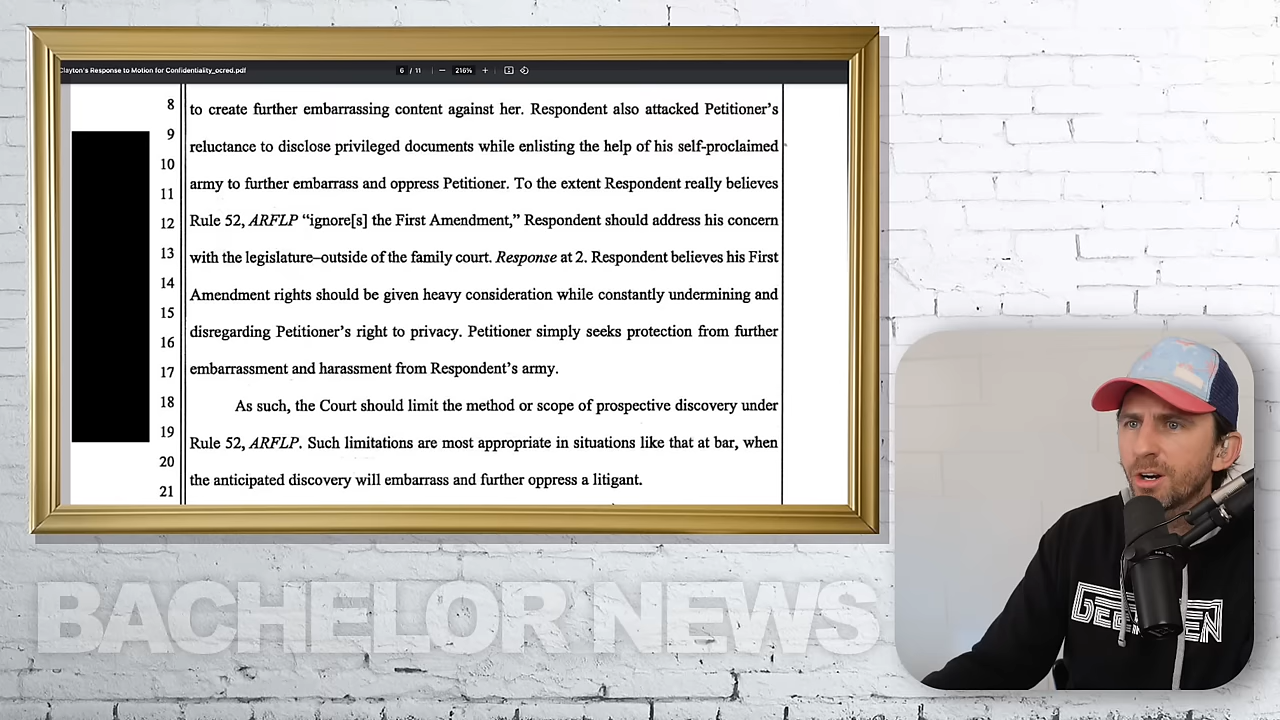 Clayton's Response to Motion for Confidentiality_ocred.pdf
6 / 11
216%
8 to create further embarrassing content against her. Respondent also attacked Petitioner's
9 reluctance to disclose privileged documents while enlisting the help of his self-proclaimed
10 army to further embarrass and oppress Petitioner. To the extent Respondent really believes
11
12 Rule 52, ARFLP “ignore[s] the First Amendment,” Respondent should address his concern
13 with the legislature–outside of the family court. Response at 2. Respondent believes his First
14 Amendment rights should be given heavy consideration while constantly undermining and
15
16 disregarding Petitioner's right to privacy. Petitioner simply seeks protection from further
17 embarrassment and harassment from Respondent's army.
18 As such, the Court should limit the method or scope of prospective discovery under
19 Rule 52, ARFLP. Such limitations are most appropriate in situations like that at bar, when
20
21 the anticipated discovery will embarrass and further oppress a litigant.
BACHELOR NEWS